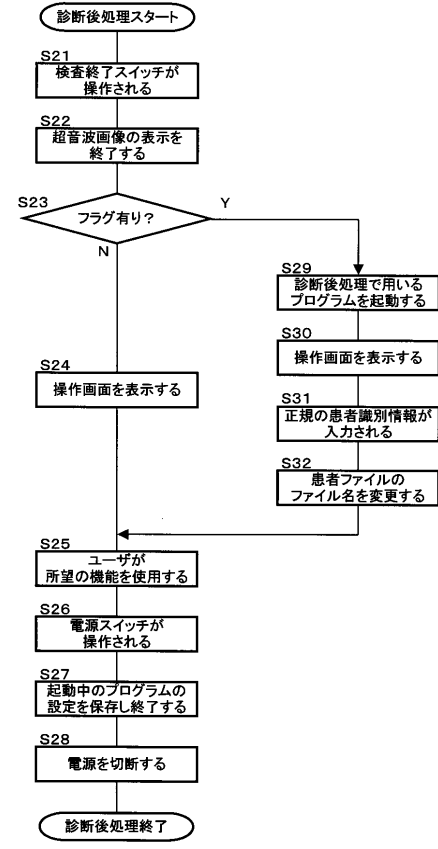 診断後処理スタート
S21
検査終了スイッチが
操作される
S22
超音波画像の表示を
終了する
S23
フラグ有り？
Y
N
S29
診断後処理で用いる
プログラムを起動する
S30
操作画面を表示する
S24
操作画面を表示する
S31
正規の患者識別情報が
入力される
S32
患者ファイルの
ファイル名を変更する
S25
ユーザが
所望の機能を使用する
S26
電源スイッチが
操作される
S27
起動中のプログラムの
設定を保存し終了する
S28
電源を切断する
診断後処理終了